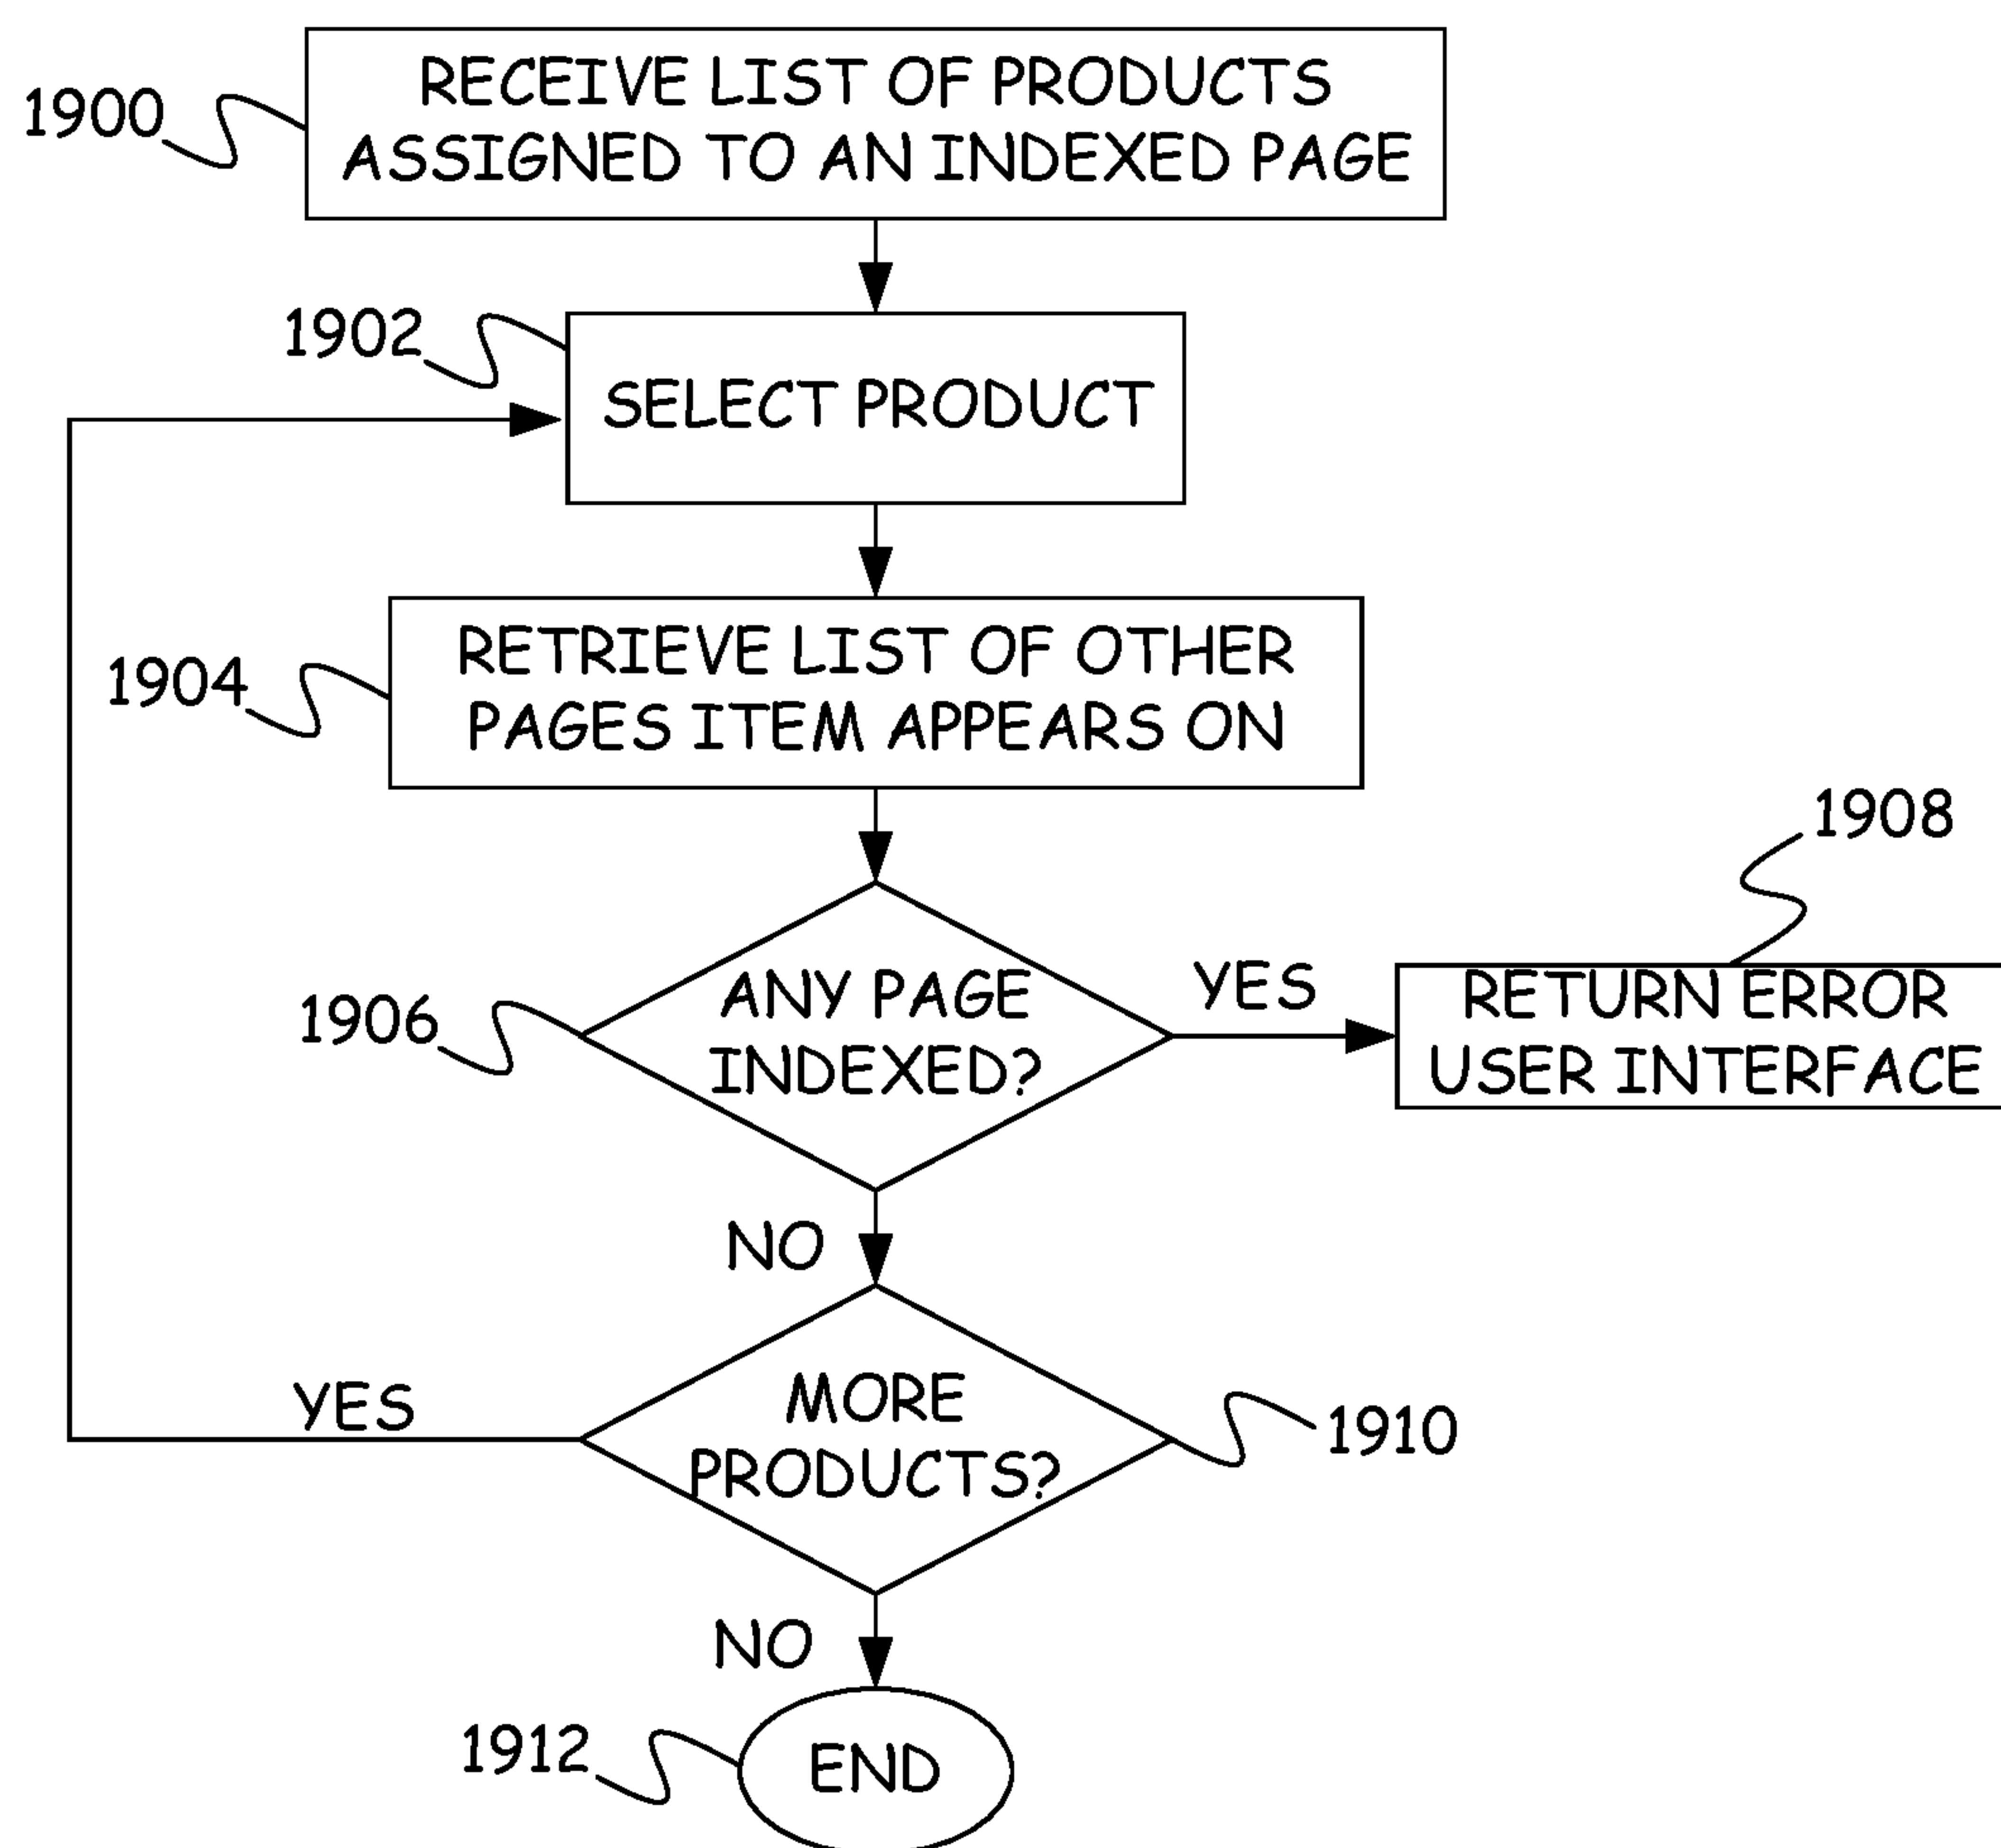 RECEIVE LIST OF PRODUCTS
ASSIGNED TO AN INDEXED PAGE
1900
1902
SELECT PRODUCT
RETRIEVE LIST OF OTHER
PAGES ITEM APPEARS ON
1904
1908
ANY PAGE
INDEXED?
1906
YES
RETURN ERROR
USER INTERFACE
NO
MORE
PRODUCTS?
YES
1910
NO
1912
END